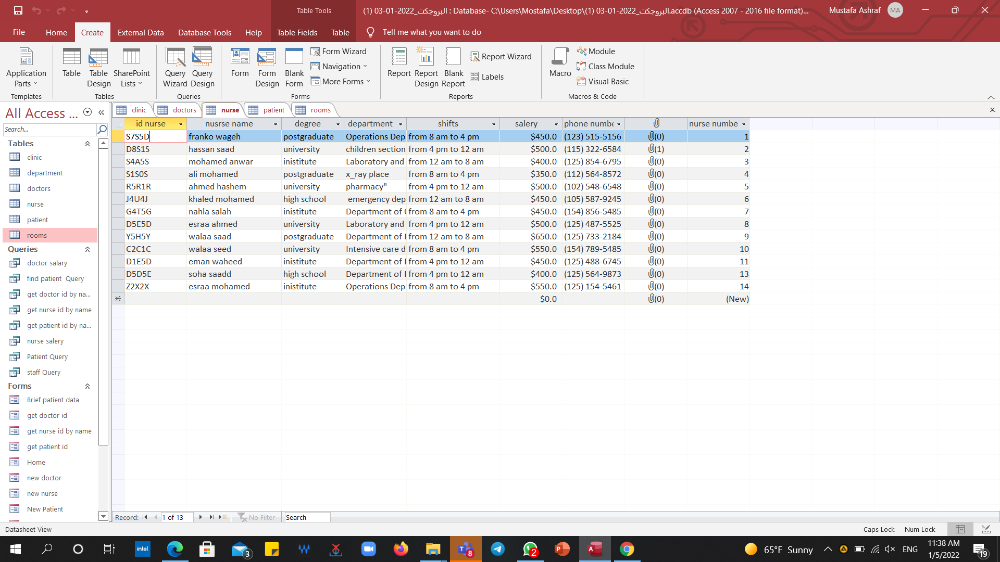 Table Tools
البروجكت_2022-01-03 (1) : Database- C:\Users\Mostafa\Desktop\البروجكت_2022-01-03 (1).accdb (Access 2007 - 2016 file format)...
Mustafa Ashraf
MA
File Home Create External Data Database Tools Help Table Fields Table Tell me what you want to do
Application Parts
Templates
Table
Table Design
SharePoint Lists
Tables
Query Wizard
Query Design
Queries
Form
Form Design
Blank Form
Form Wizard
Navigation
More Forms
Forms
Report
Report Design
Blank Report
Report Wizard
Labels
Reports
Macro
Module
Class Module
Visual Basic
Macros & Code
All Access ...
Search...
Tables
clinic
department
doctors
nurse
patient
rooms
Queries
doctor salary
find patient Query
get doctor id by na...
get nurse id by name
get patient id by na...
nurse salery
Patient Query
staff Query
Forms
Brief patient data
get doctor id
get nurse id by name
get patient id
Home
new doctor
new nurse
New Patient
clinic doctors nurse patient rooms
id nurse nusrse name degree department shifts salery phone numbe nurse numbe
S7S5D franko wageh postgraduate Operations Dep from 8 am to 4 pm $450.0 (123) 515-5156 (0) 1
D8S1S hassan saad university children section from 4 pm to 12 am $500.0 (115) 322-6584 (1) 2
S4A5S mohamed anwar inistitute Laboratory and from 12 am to 8 am $400.0 (125) 854-6795 (0) 3
S1S0S ali mohamed postgraduate x_ray place from 8 am to 4 pm $350.0 (112) 564-8572 (0) 4
R5R1R ahmed hashem university pharmacy" from 4 pm to 12 am $500.0 (102) 548-6548 (0) 5
J4U4J khaled mohamed high school emergency dep from 12 am to 8 am $450.0 (105) 587-9245 (0) 6
G4T5G nahla salah inistitute Department of from 8 am to 4 pm $450.0 (154) 856-5485 (0) 7
D5E5D esraa ahmed university Laboratory and from 4 pm to 12 am $500.0 (125) 487-5525 (0) 8
Y5H5Y walaa saad postgraduate Department of from 12 am to 8 am $650.0 (125) 733-2184 (0) 9
C2C1C walaa seed university Intensive care d from 8 am to 4 pm $550.0 (154) 789-5485 (0) 10
D1E5D eman waheed inistitute Department of from 4 pm to 12 am $450.0 (125) 488-6745 (0) 11
D5D5E soha saadd high school Department of from 4 pm to 12 am $400.0 (125) 564-9873 (0) 13
Z2X2X esraa mohamed inistitute Operations Dep from 8 am to 4 pm $550.0 (125) 154-5461 (0) 14
$0.0 (0) (New)
Record: 1 of 13 No Filter Search
Datasheet View
Caps Lock Num Lock
intel
3
8
2
65°F Sunny
ENG
11:38 AM
1/5/2022
19